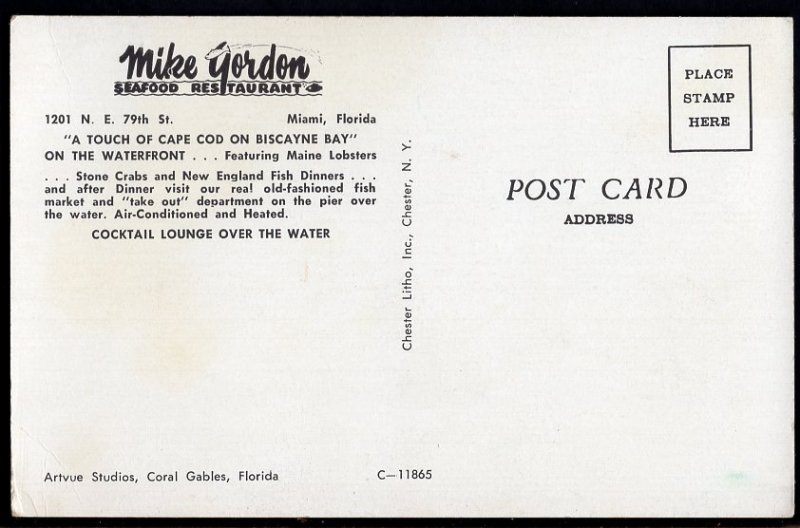 Mike Gordon
SEAFOOD RESTAURANT
1201 N. E. 79th St. Miami, Florida
"A TOUCH OF CAPE COD ON BISCAYNE BAY"
ON THE WATERFRONT . . . Featuring Maine Lobsters
. . . Stone Crabs and New England Fish Dinners . . .
and after Dinner visit our real old-fashioned fish
market and "take out" department on the pier over
the water. Air-Conditioned and Heated.
COCKTAIL LOUNGE OVER THE WATER
Artvue Studios, Coral Gables, Florida
C—11865
Chester Litho, Inc., Chester, N. Y.
PLACE
STAMP
HERE
POST CARD
ADDRESS